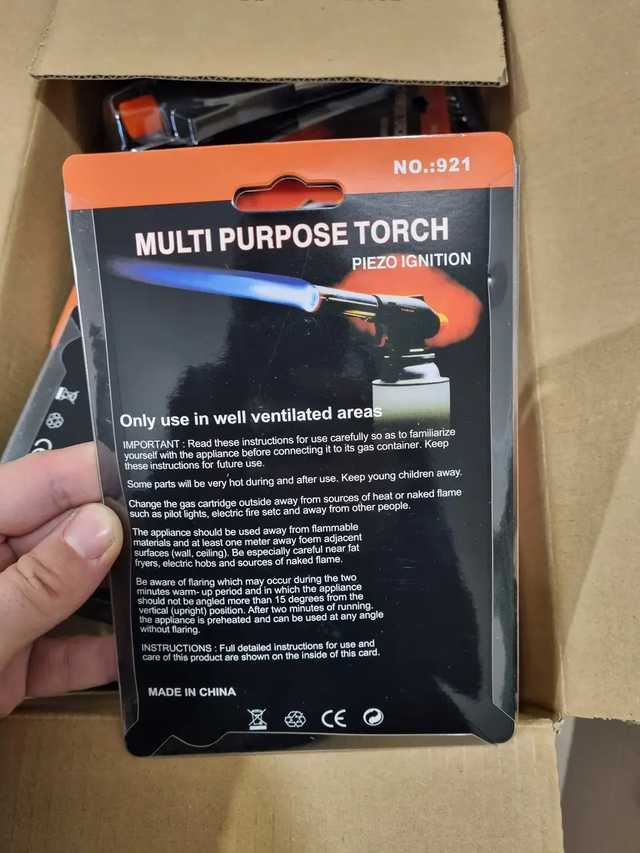 NO.:921
MULTI PURPOSE TORCH
PIEZO IGNITION
Only use in well ventilated areas
IMPORTANT : Read these instructions for use carefully so as to familiarize
yourself with the appliance before connecting it to its gas container. Keep
these instructions for future use.
Some parts will be very hot during and after use. Keep young children away.
Change the gas cartridge outside away from sources of heat or naked flame
such as pilot lights, electric fire setc and away from other people.
The appliance should be used away from flammable
materials and at least one meter away foem adjacent
surfaces (wall, ceiling). Be especially careful near fat
fryers, electric hobs and sources of naked flame.
Be aware of flaring which may occur during the two
minutes warm- up period and in which the appliance
should not be angled more than 15 degrees from the
vertical (upright) position. After two minutes of running.
the appliance is preheated and can be used at any angle
without flaring.
INSTRUCTIONS : Full detailed instructions for use and
care of this product are shown on the inside of this card.
MADE IN CHINA
CE